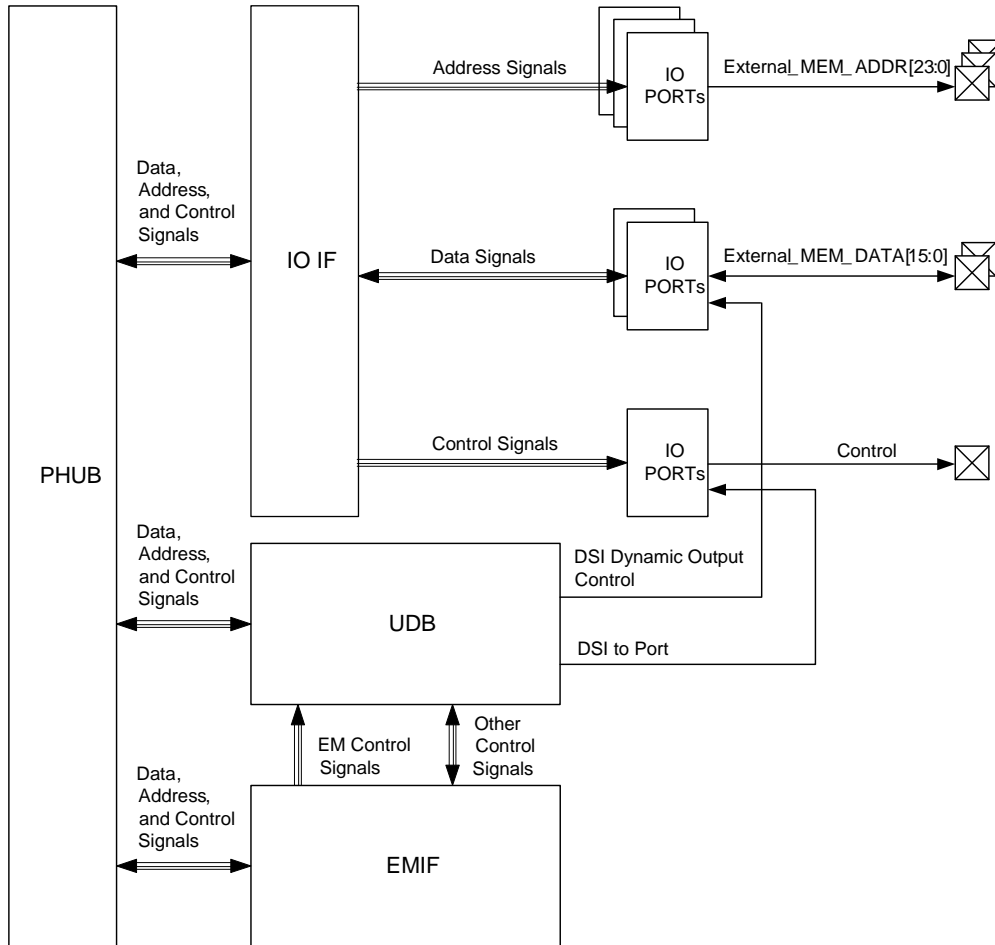 Address Signals
IO
PORTs
External_MEM_ADDR[23:0]
Data,
Address,
and Control
Signals
IO IF
Data Signals
IO
PORTs
External_MEM_DATA[15:0]
Control Signals
IO
PORTs
Control
PHUB
Data,
Address,
and Control
Signals
UDB
DSI Dynamic Output
Control
DSI to Port
EM Control
Signals
Other
Control
Signals
Data,
Address,
and Control
Signals
EMIF